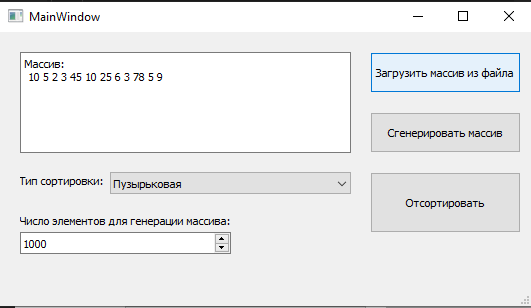 MainWindow
Массив:
10 5 2 3 45 10 25 6 3 78 5 9
Загрузить массив из файла
Сгенерировать массив
Тип сортировки:
Пузырьковая
Отсортировать
Число элементов для генерации массива:
1000